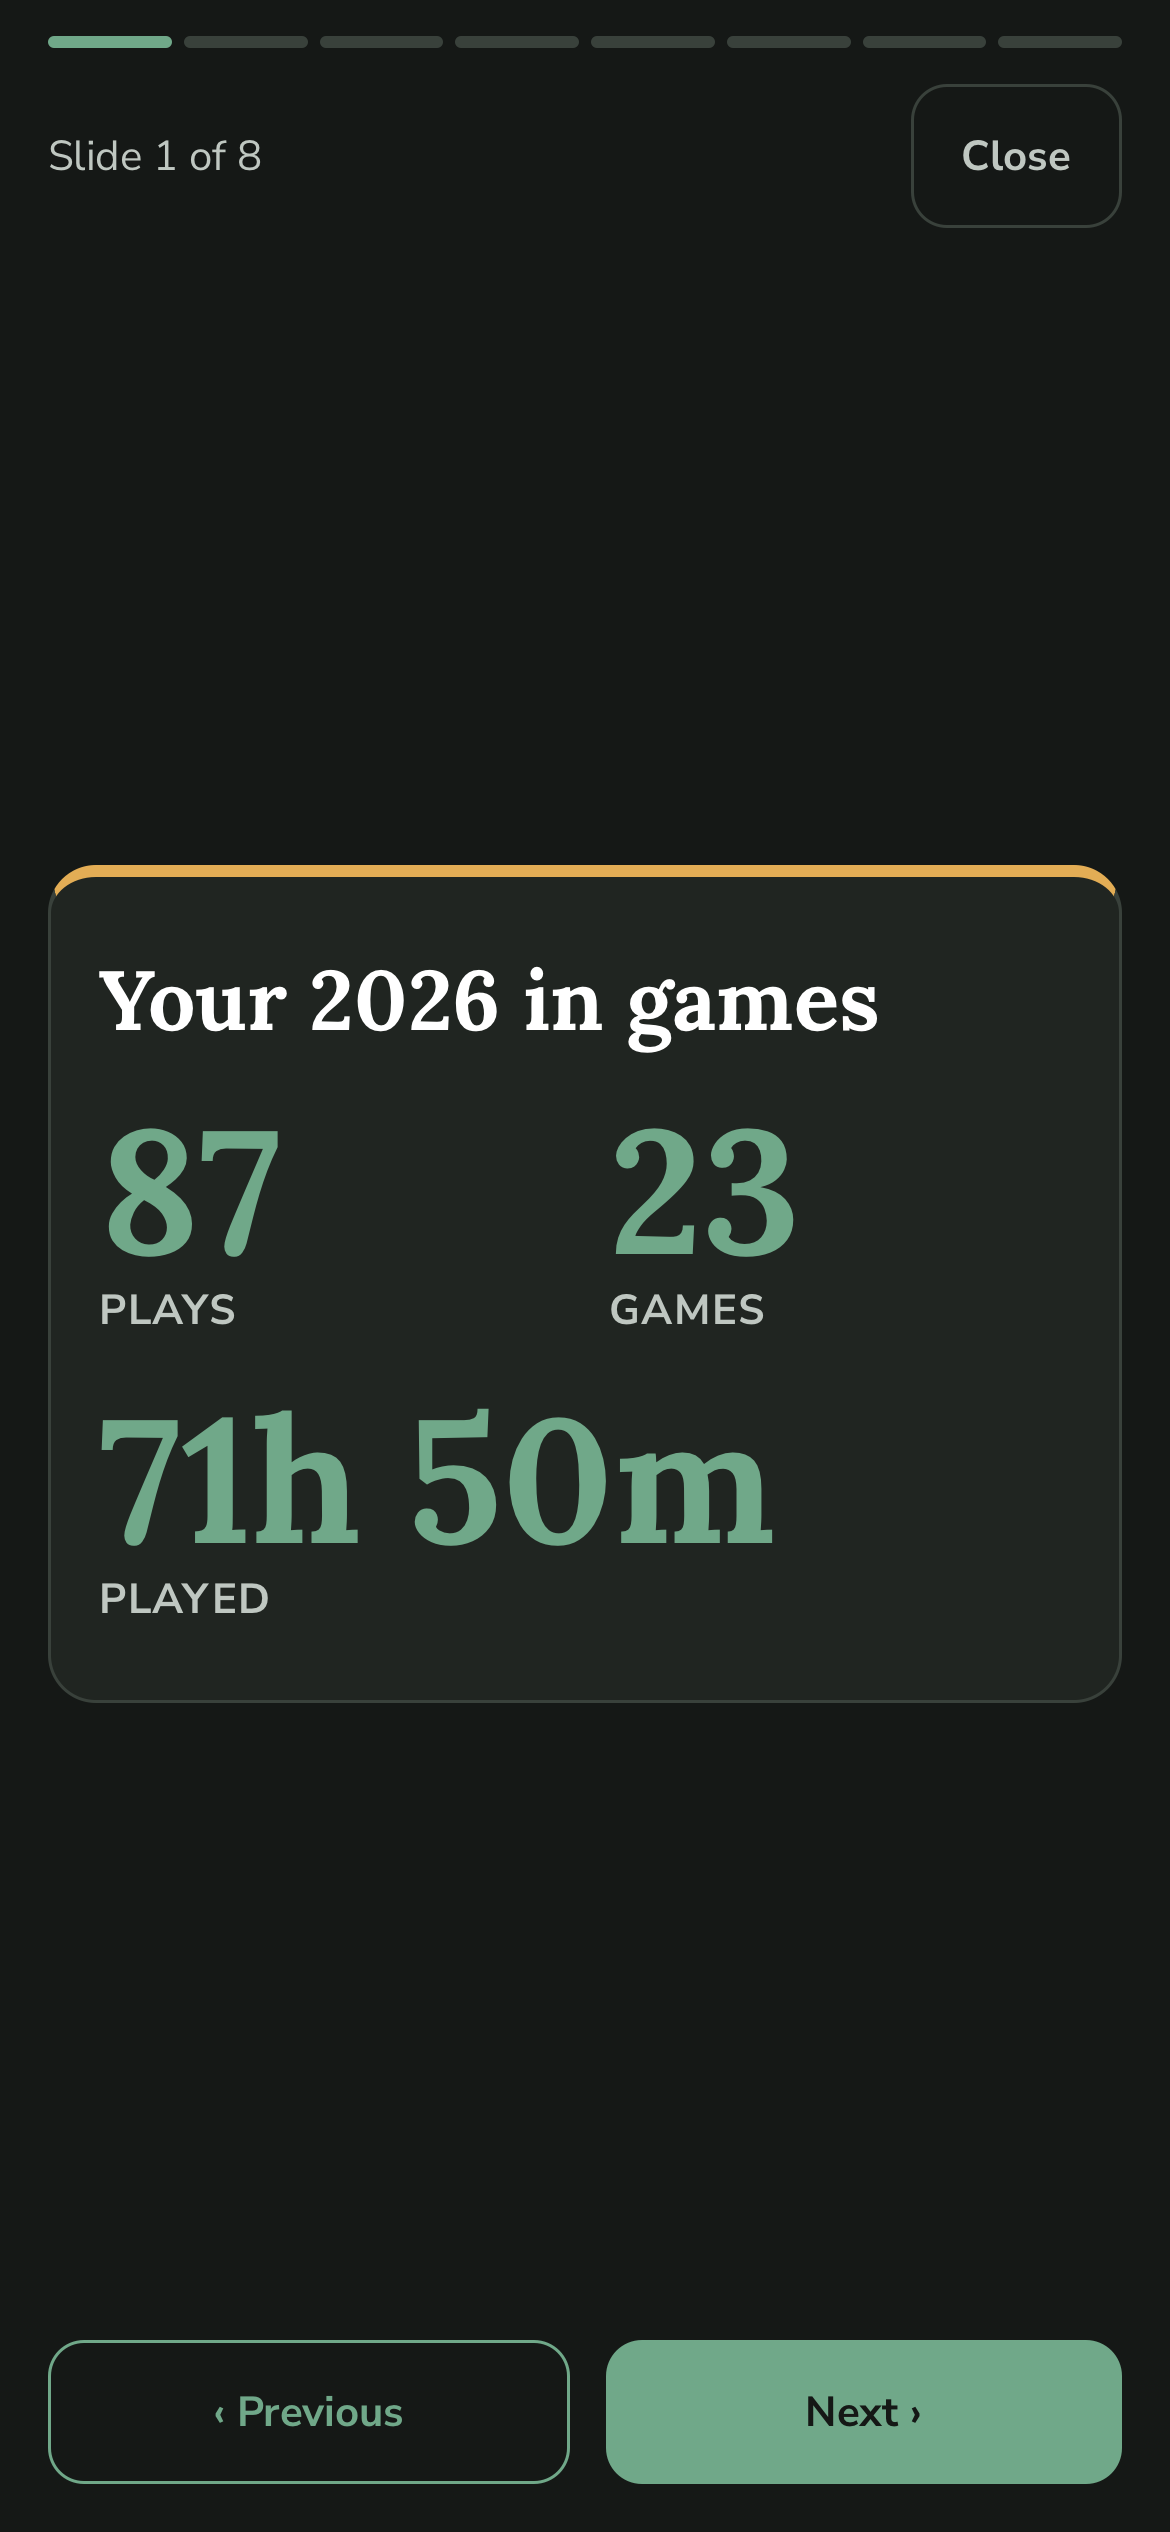 Slide 1 of 8
Close
Your 2026 in games
87
PLAYS
23
GAMES
71h 50m
PLAYED
‹ Previous
Next ›